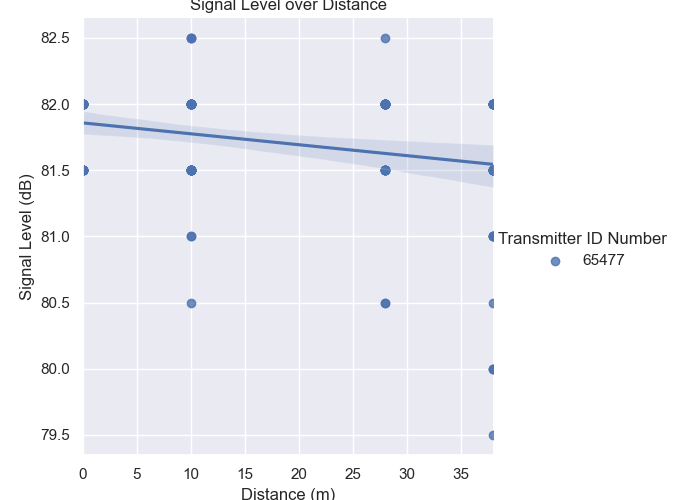 Signal Level over Distance
82.5
82.0
81.5
81.0
80.5
80.0
79.5
Signal Level (dB)
0 5 10 15 20 25 30 35
Distance (m)
Transmitter ID Number
65477